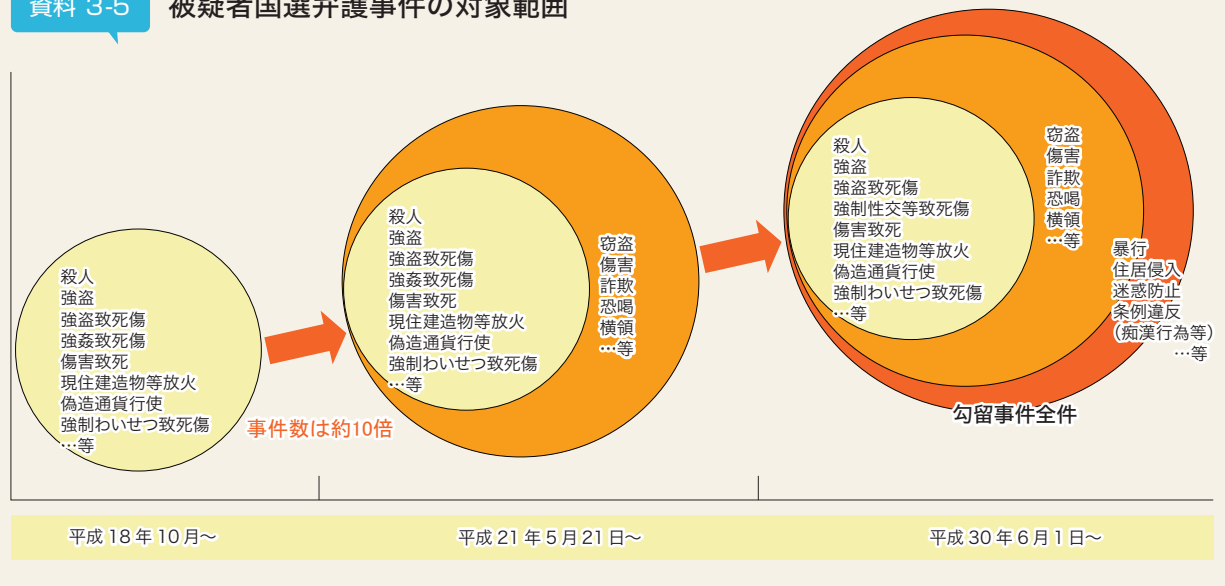 資料 3-5
被疑者国選弁護事件の対象範囲
殺人
強盗
強盗致死傷
強姦致死傷
傷害致死
現住建造物等放火
偽造通貨行使
強制わいせつ致死傷
…等
事件数は約10倍
殺人
強盗
強盗致死傷
強姦致死傷
傷害致死
現住建造物等放火
偽造通貨行使
強制わいせつ致死傷
…等
窃盗
傷害
詐欺
恐喝
横領
…等
殺人
強盗
強盗致死傷
強制性交等致死傷
傷害致死
現住建造物等放火
偽造通貨行使
強制わいせつ致死傷
…等
窃盗
傷害
詐欺
恐喝
横領
…等
暴行
住居侵入
迷惑防止
条例違反
（痴漢行為等）
…等
勾留事件全件
平成 18 年 10 月～
平成 21 年 5 月 21 日～
平成 30 年 6 月 1 日～